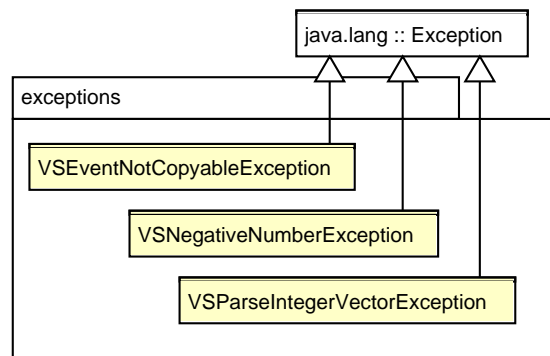 java.lang :: Exception
exceptions
VSEventNotCopyableException
VSNegativeNumberException
VSParseIntegerVectorException